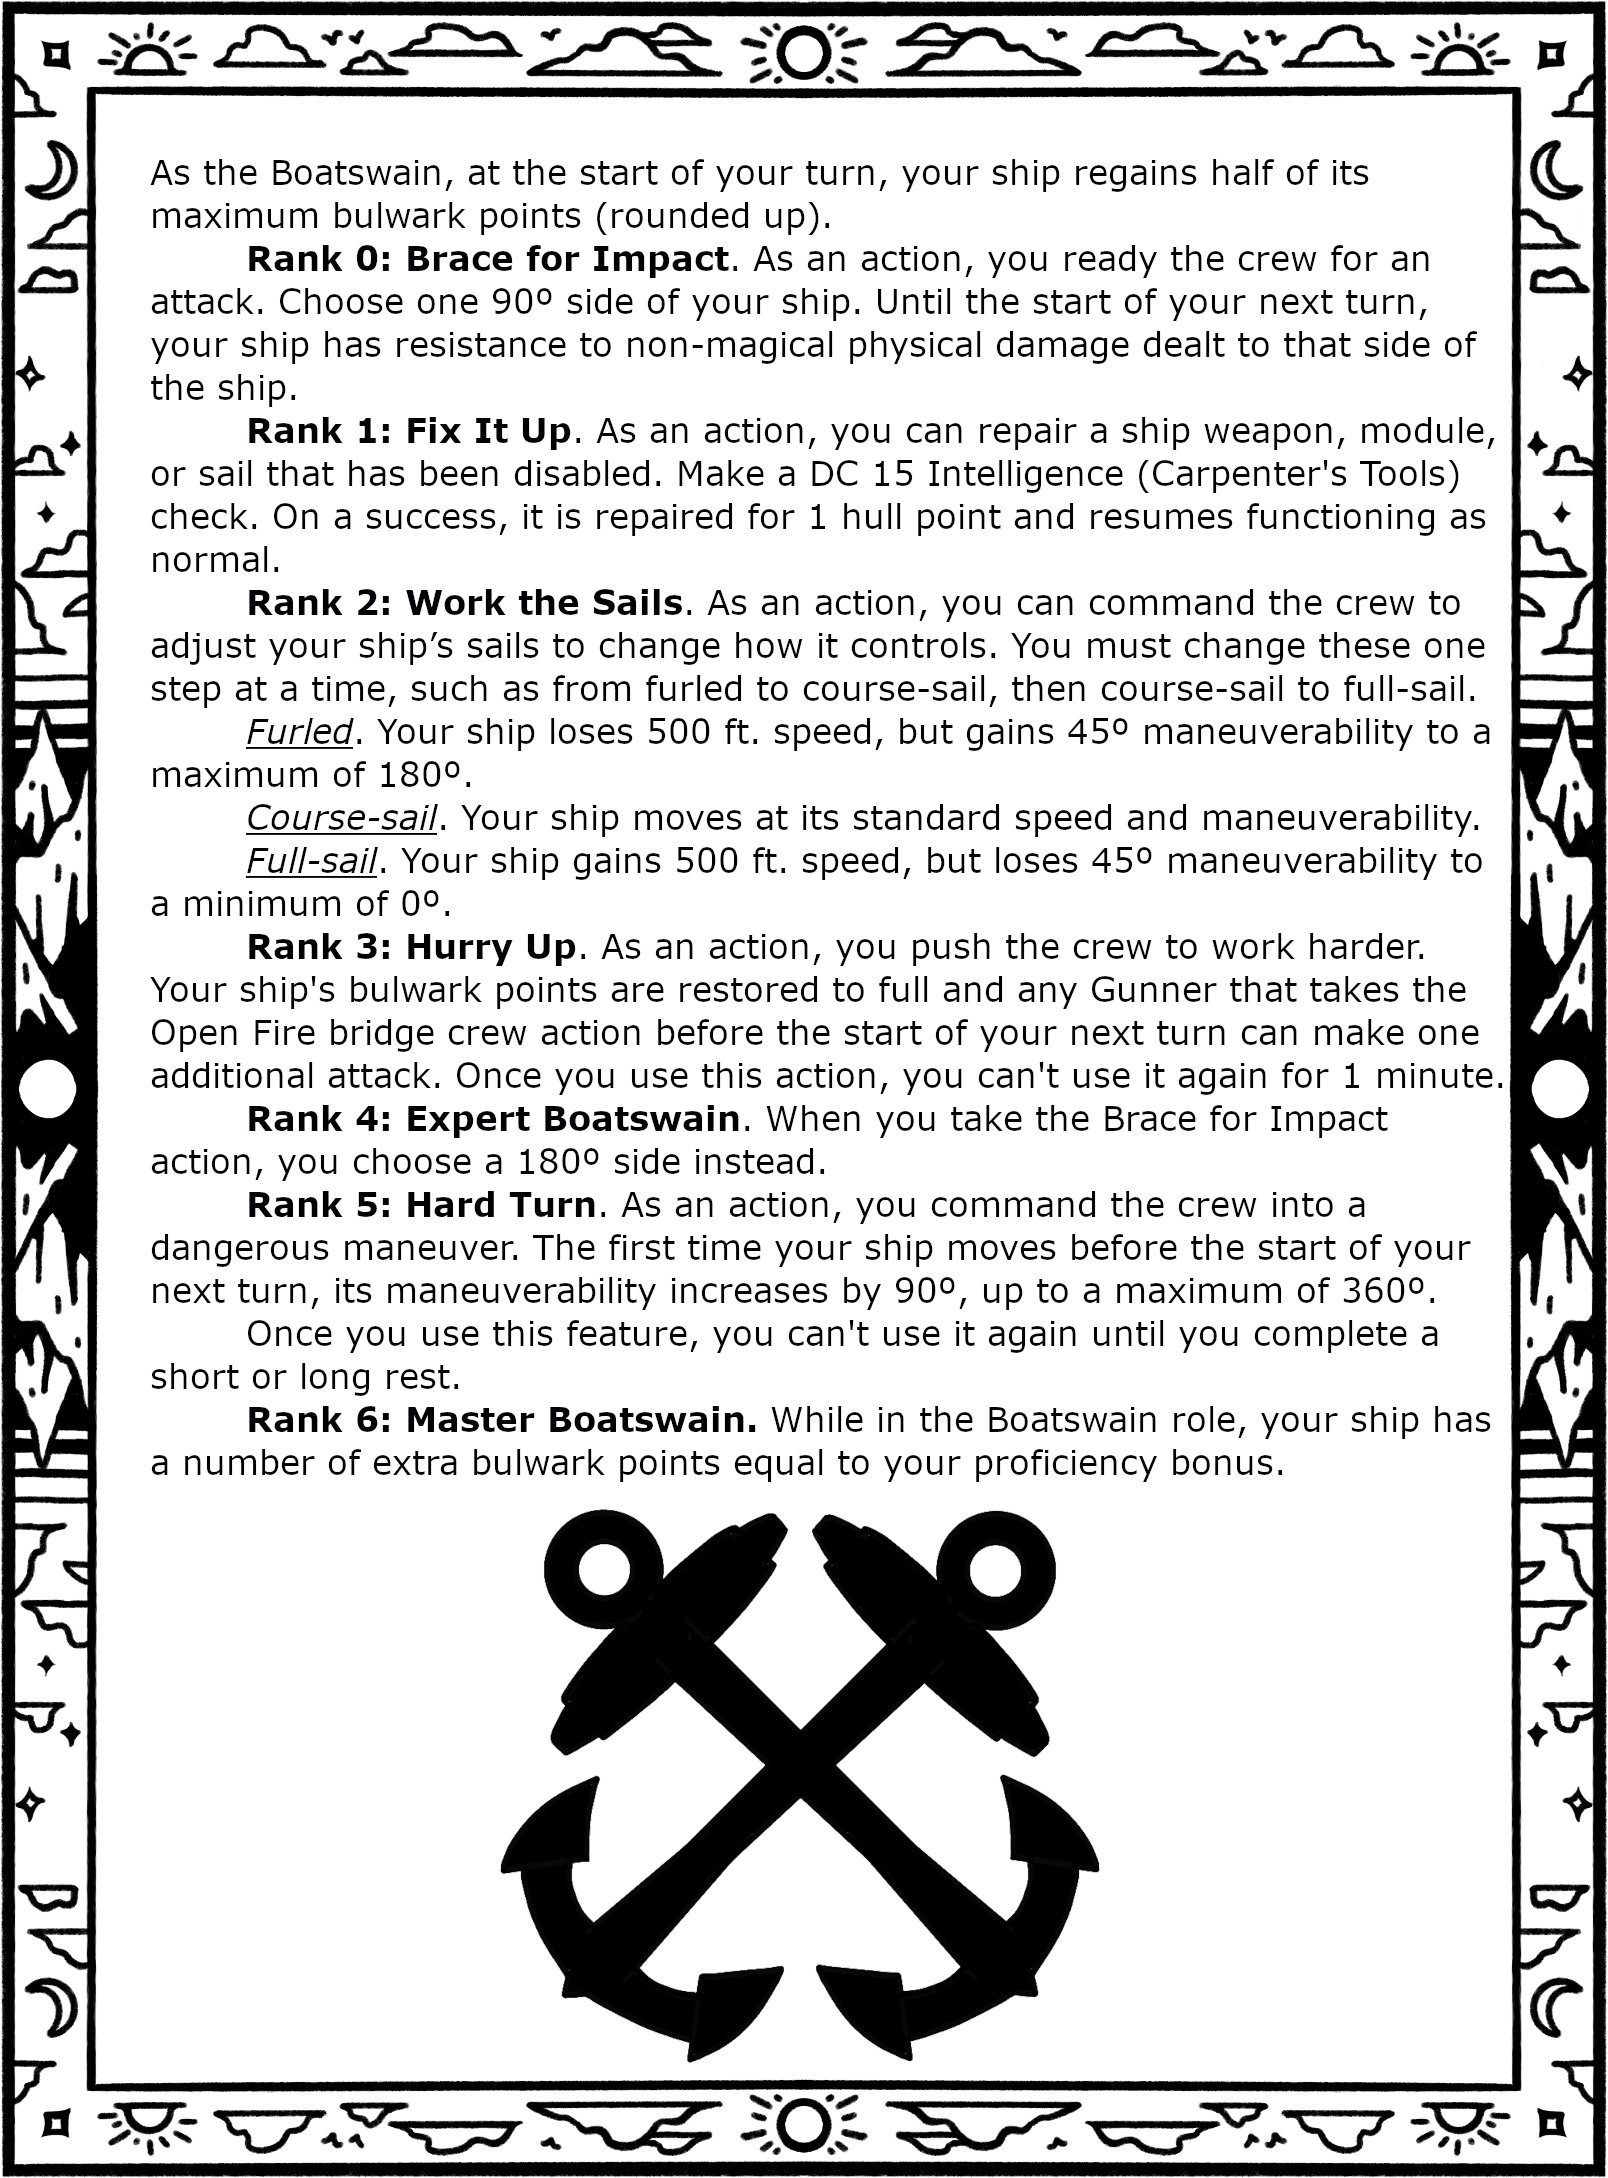 As the Boatswain, at the start of your turn, your ship regains half of its
maximum bulwark points (rounded up).
Rank 0: Brace for Impact. As an action, you ready the crew for an
attack. Choose one 90º side of your ship. Until the start of your next turn,
your ship has resistance to non-magical physical damage dealt to that side of
the ship.
Rank 1: Fix It Up. As an action, you can repair a ship weapon, module,
or sail that has been disabled. Make a DC 15 Intelligence (Carpenter's Tools)
check. On a success, it is repaired for 1 hull point and resumes functioning as
normal.
Rank 2: Work the Sails. As an action, you can command the crew to
adjust your ship’s sails to change how it controls. You must change these one
step at a time, such as from furled to course-sail, then course-sail to full-sail.
Furled. Your ship loses 500 ft. speed, but gains 45º maneuverability to a
maximum of 180º.
Course-sail. Your ship moves at its standard speed and maneuverability.
Full-sail. Your ship gains 500 ft. speed, but loses 45º maneuverability to
a minimum of 0º.
Rank 3: Hurry Up. As an action, you push the crew to work harder.
Your ship's bulwark points are restored to full and any Gunner that takes the
Open Fire bridge crew action before the start of your next turn can make one
additional attack. Once you use this action, you can't use it again for 1 minute.
Rank 4: Expert Boatswain. When you take the Brace for Impact
action, you choose a 180º side instead.
Rank 5: Hard Turn. As an action, you command the crew into a
dangerous maneuver. The first time your ship moves before the start of your
next turn, its maneuverability increases by 90º, up to a maximum of 360º.
Once you use this feature, you can't use it again until you complete a
short or long rest.
Rank 6: Master Boatswain. While in the Boatswain role, your ship has
a number of extra bulwark points equal to your proficiency bonus.